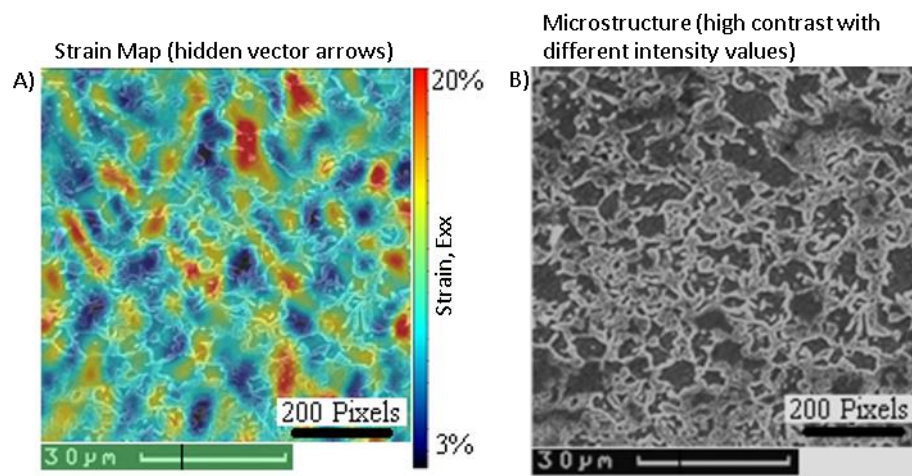 Strain Map (hidden vector arrows)
A)
20%
Strain, Exx
3%
200 Pixels
30µm
Microstructure (high contrast with
different intensity values)
B)
200 Pixels
30µm